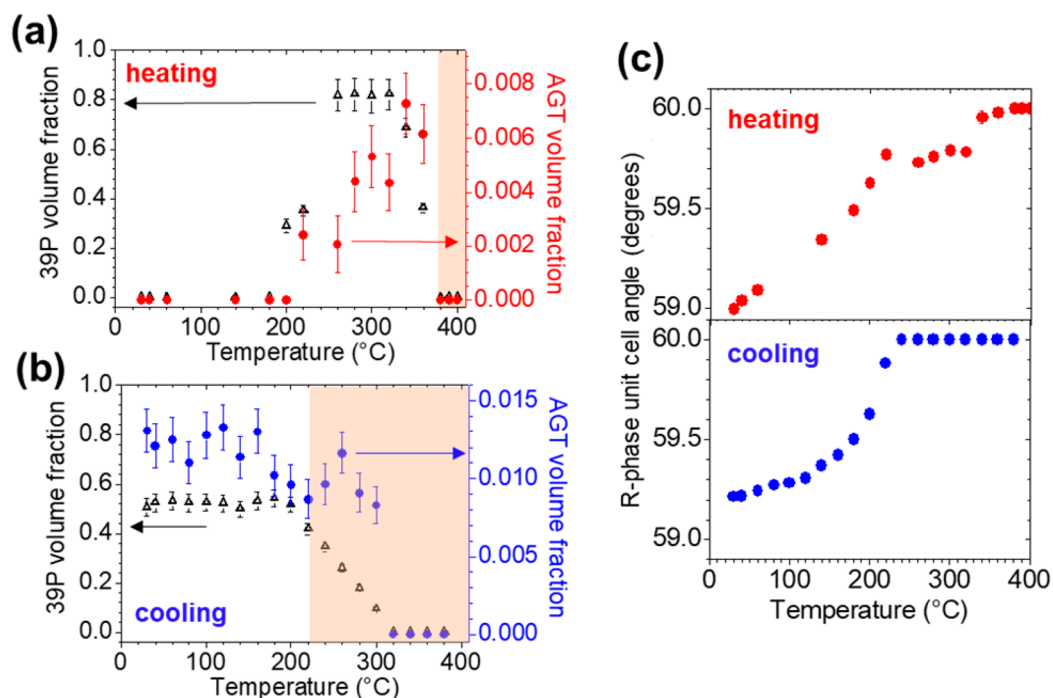 (a)
heating
39P volume fraction
1.0
0.8
0.6
0.4
0.2
0.0
0.008
0.006
0.004
0.002
0.000
AGT volume fraction
0 100 200 300 400
Temperature (°C)
(b)
cooling
39P volume fraction
1.0
0.8
0.6
0.4
0.2
0.0
0.015
0.010
0.005
0.000
AGT volume fraction
0 100 200 300 400
Temperature (°C)
(c)
heating
60.0
59.5
59.0
cooling
60.0
59.5
59.0
R-phase unit cell angle (degrees)
0 100 200 300 400
Temperature (°C)